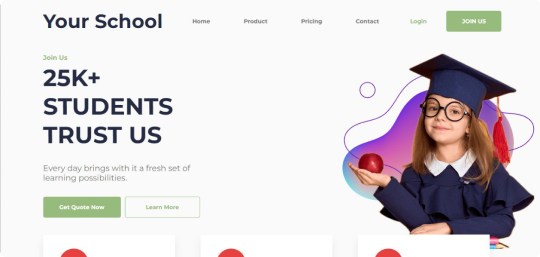 Your School
Home Product Pricing Contact Login JOIN US
Join Us
25K+
STUDENTS
TRUST US
Every day brings with it a fresh set of
learning possibilities.
Get Quote Now Learn More